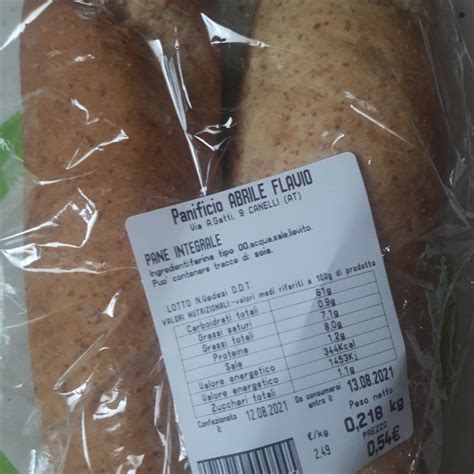 Panificio ABRILE FLAVIO
Via A.Gatti, 9 CANELLI (AT)
PANE INTEGRALE
Ingredienti:farina tipo 00,acqua,sale,lievito.
Puo' contenere tracce di soia.
LOTTO N.Vedesi D.D.T.
VALORI NUTRIZIONALI-valori medi riferiti a 100g di prodotto
Carboidrati totali 61g
Grassi saturi 0.9g
Grassi totali 7.1g
Proteine 8.0g
Sale 1.2g
Valore energetico 344Kcal
Valore energetico 1453Kj
Zuccheri totali 1.1g
Confezionato il: 12.08.2021 Da consumarsi entro il: 13.08.2021
€/kg 2.49
Peso netto 0,218 kg
PREZZO 0,54€